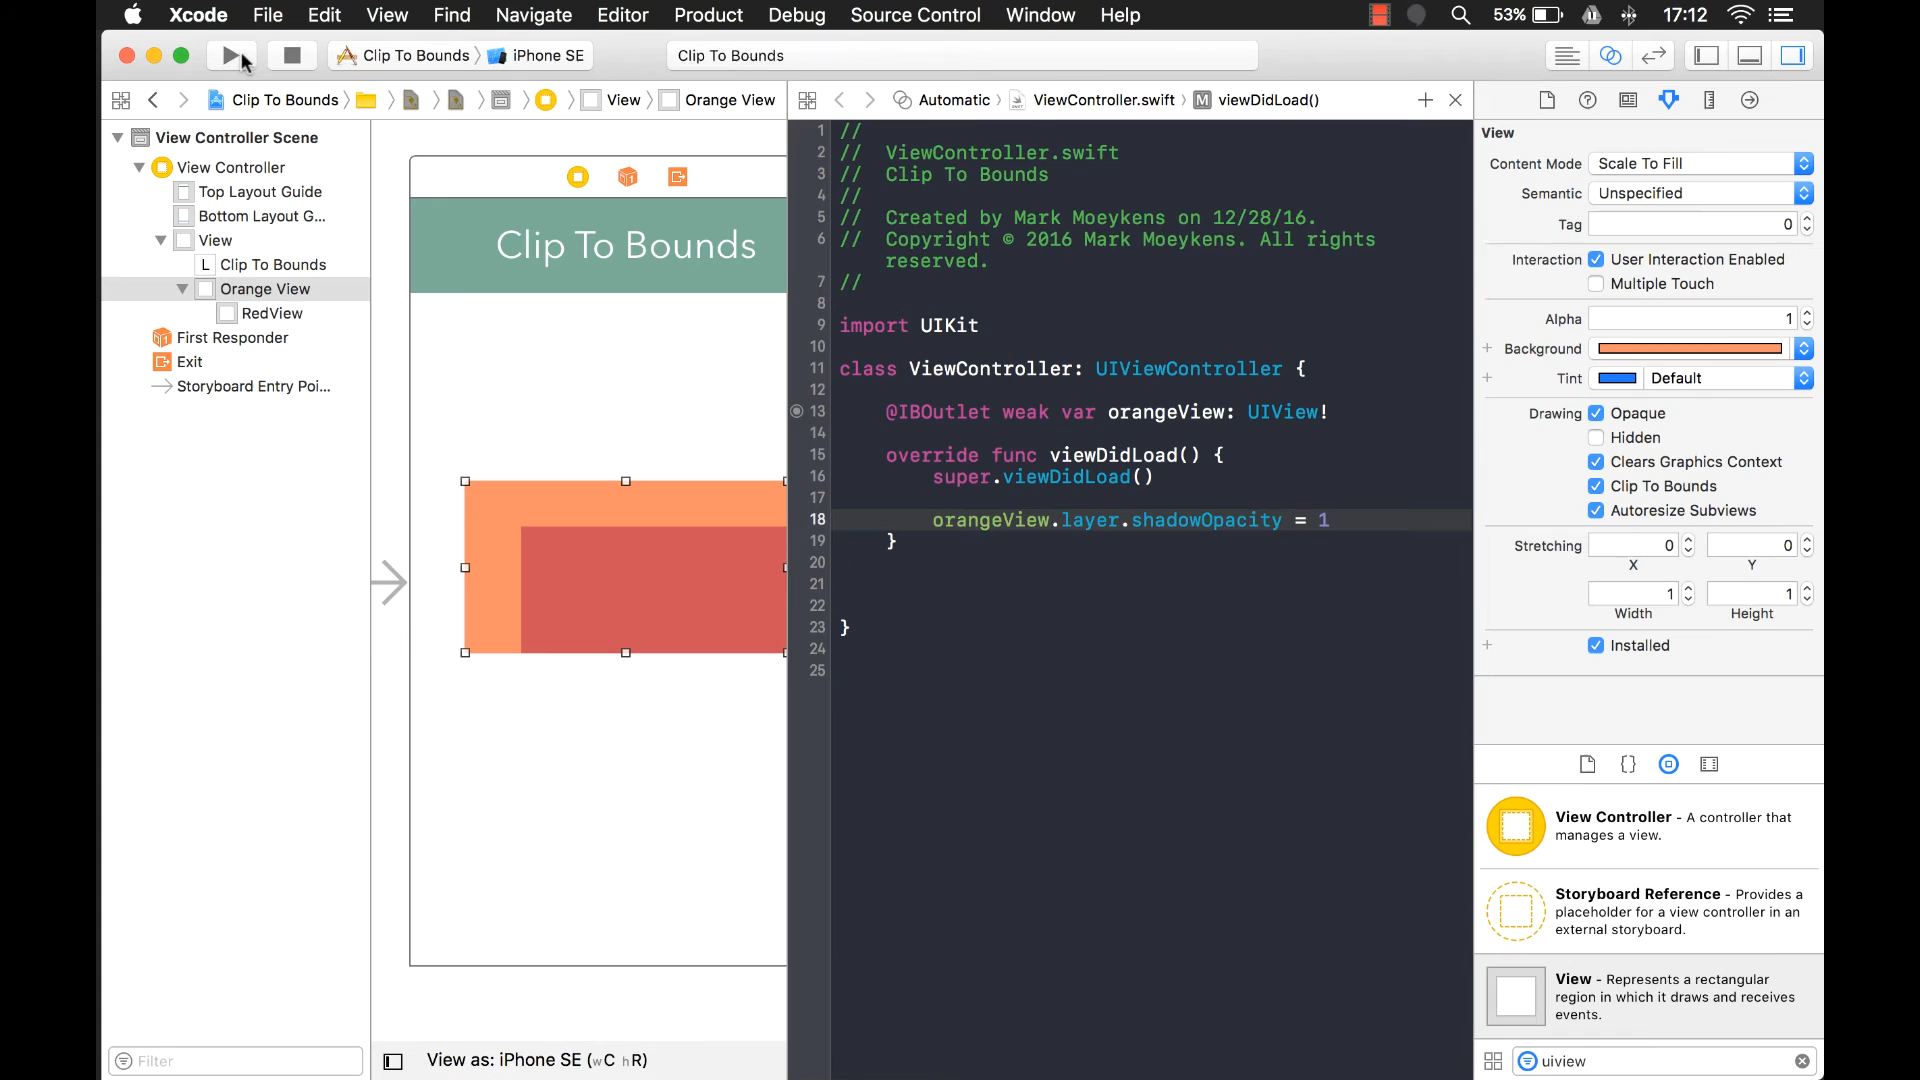 Xcode File Edit View Find Navigate Editor Product Debug Source Control Window Help 53% 17:12
Clip To Bounds iPhone SE Clip To Bounds
Clip To Bounds View Orange View
Automatic ViewController.swift M viewDidLoad()
View Controller Scene
View Controller
Top Layout Guide
Bottom Layout G...
View
L Clip To Bounds
Orange View
RedView
First Responder
Exit
Storyboard Entry Poi...
Filter
Clip To Bounds
View as: iPhone SE (wC hR)
1 //
2 // ViewController.swift
3 // Clip To Bounds
4 //
5 // Created by Mark Moeykens on 12/28/16.
6 // Copyright © 2016 Mark Moeykens. All rights
reserved.
7 //
8
9 import UIKit
10
11 class ViewController: UIViewController {
12
13 @IBOutlet weak var orangeView: UIView!
14
15 override func viewDidLoad() {
16 super.viewDidLoad()
17
18 orangeView.layer.shadowOpacity = 1
19 }
20
21
22
23 }
24
25
View
Content Mode Scale To Fill
Semantic Unspecified
Tag 0
Interaction User Interaction Enabled
Multiple Touch
Alpha 1
Background
Tint Default
Drawing Opaque
Hidden
Clears Graphics Context
Clip To Bounds
Autoresize Subviews
Stretching 0 0
X Y
1 1
Width Height
Installed
View Controller - A controller that
manages a view.
Storyboard Reference - Provides a
placeholder for a view controller in an
external storyboard.
View - Represents a rectangular
region in which it draws and receives
events.
uiview